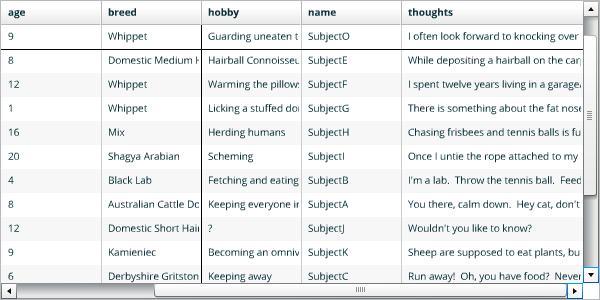 age breed hobby name thoughts
9 Whippet Guarding uneaten t SubjectO I often look forward to knocking over
8 Domestic Medium H Hairball Connoisseu SubjectE While depositing a hairball on the car
12 Whippet Warming the pillows SubjectF I spent twelve years living in a garage
1 Whippet Licking a stuffed do SubjectG There is something about the fat nose
16 Mix Herding humans SubjectH Chasing frisbees and tennis balls is fu
20 Shagya Arabian Scheming SubjectI Once I untie the rope attached to my
4 Black Lab Fetching and eating SubjectB I'm a lab. Throw the tennis ball. Feed
8 Australian Cattle Do Keeping everyone in SubjectA You there, calm down. Hey cat, don't
12 Domestic Short Hair ? SubjectJ Wouldn't you like to know?
9 Kamieniec Becoming an omniv SubjectK Sheep are supposed to eat plants, bu
6 Derbyshire Gritston Keeping away SubjectC Run away! Oh, you have food? Never